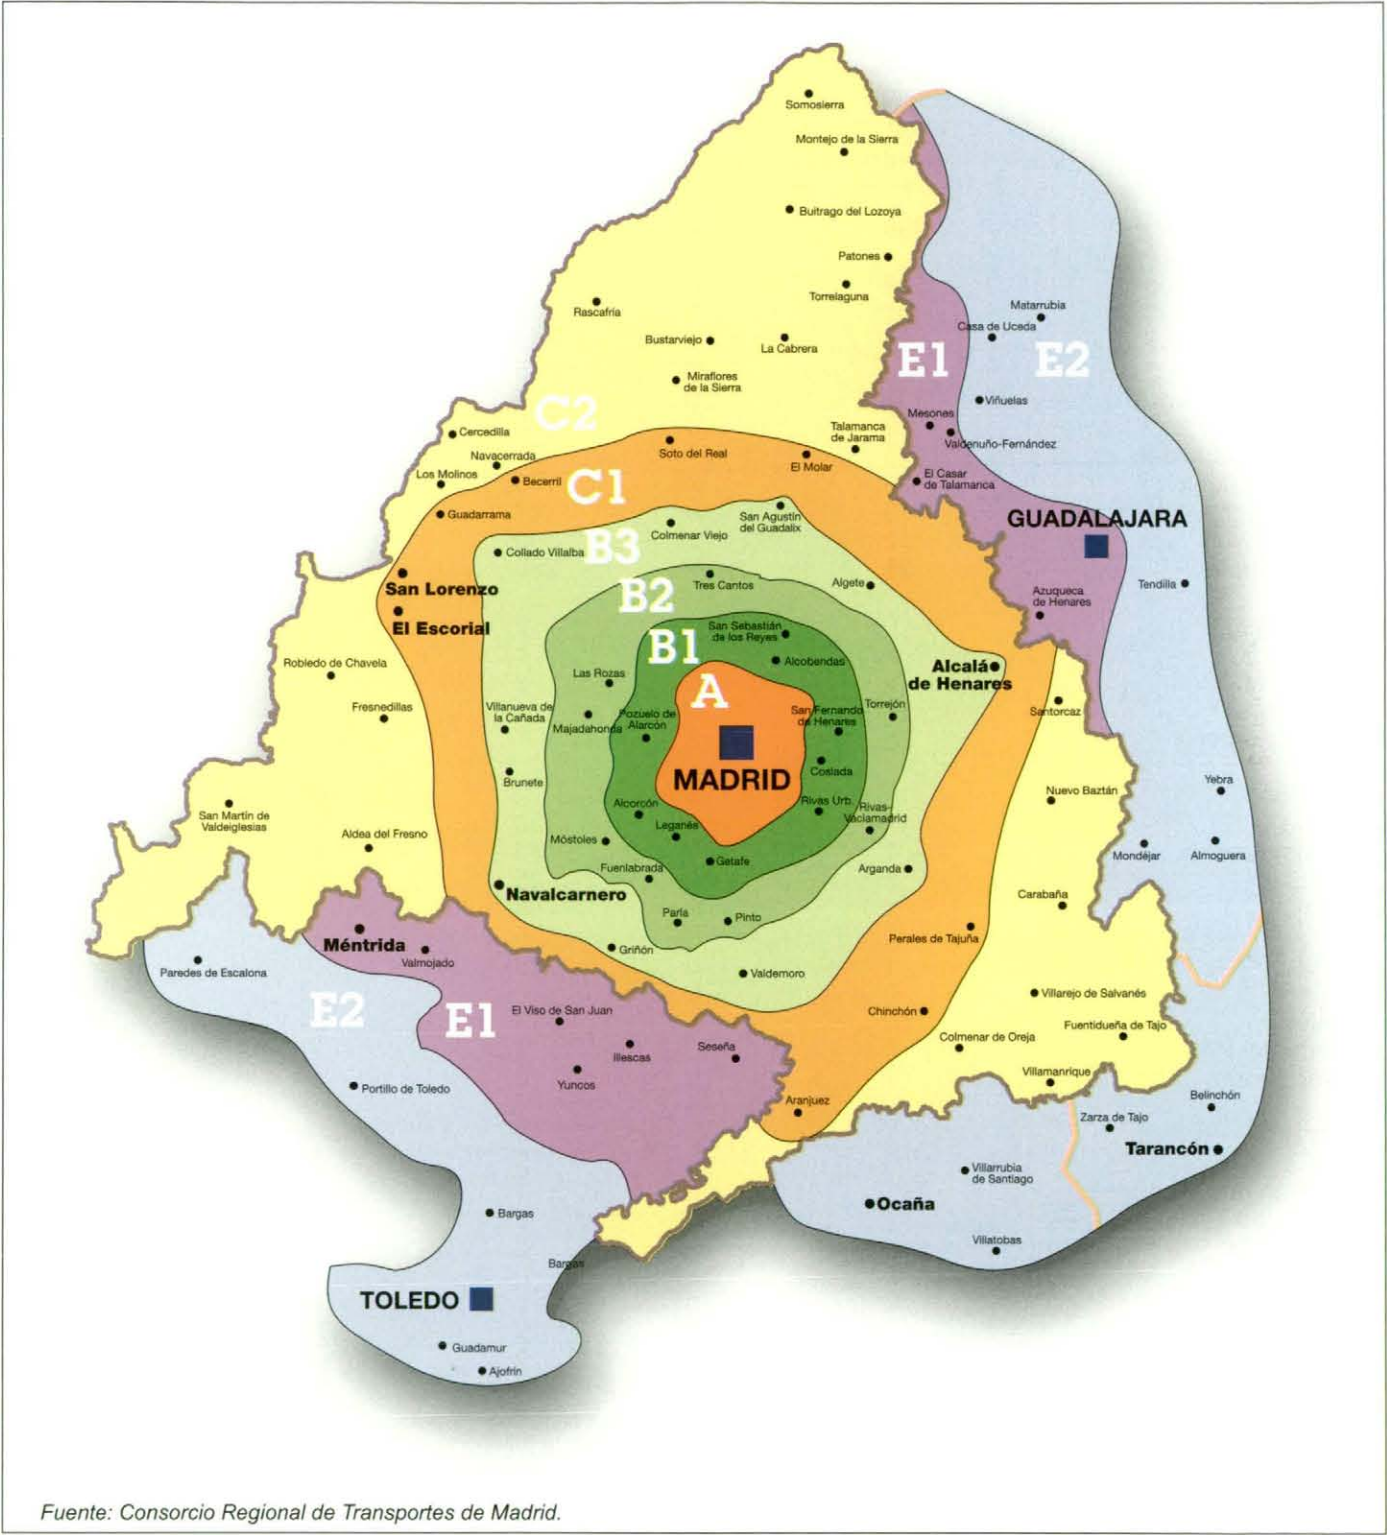 Somosierra
Montejo de la Sierra
Buitrago del Lozoya
Patones
Torrelaguna
Rascafría
Matarrubia
Casa de Uceda
Bustarviejo
La Cabrera
E1
E2
Miraflores
de la Sierra
Viñuelas
C2
Mesones
Cercedilla
Talamanca
de Jarama
Valdenuño-Fernández
Navacerrada
Soto del Real
El Molar
Los Molinos
Becerril
C1
El Casar
de Talamanca
Guadarrama
San Agustín
del Guadalix
GUADALAJARA
Colmenar Viejo
Collado Villalba
B3
San Lorenzo
Tres Cantos
Algete
Tendilla
B2
Azuqueca
de Henares
El Escorial
San Sebastián
de los Reyes
B1
Robledo de Chavela
Alcobendas
Alcalá
de Henares
Las Rozas
A
Fresnedillas
Villanueva de
la Cañada
Pozuelo de
Alarcón
San Fernando
de Henares
Torrejón
Santorcaz
Majadahonda
MADRID
Coslada
Brunete
Yebra
Nuevo Baztán
San Martín de
Valdeiglesias
Alcorcón
Rivas Urb.
Rivas-
Vaciamadrid
Leganés
Aldea del Fresno
Móstoles
Mondéjar
Almoguera
Getafe
Fuenlabrada
Arganda
Navalcarnero
Carabaña
Parla
Pinto
Méntrida
Perales de Tajuña
Valmojado
Griñón
Paredes de Escalona
Valdemoro
Villarejo de Salvanés
E2
E1
El Viso de San Juan
Chinchón
Fuentidueña de Tajo
Colmenar de Oreja
Seseña
Illescas
Villamanrique
Yuncos
Portillo de Toledo
Aranjuez
Belinchón
Zarza de Tajo
Tarancón
Villarrubia
de Santiago
Ocaña
Bargas
Villatobas
Bargas
TOLEDO
Guadamur
Ajofrín
Fuente: Consorcio Regional de Transportes de Madrid.